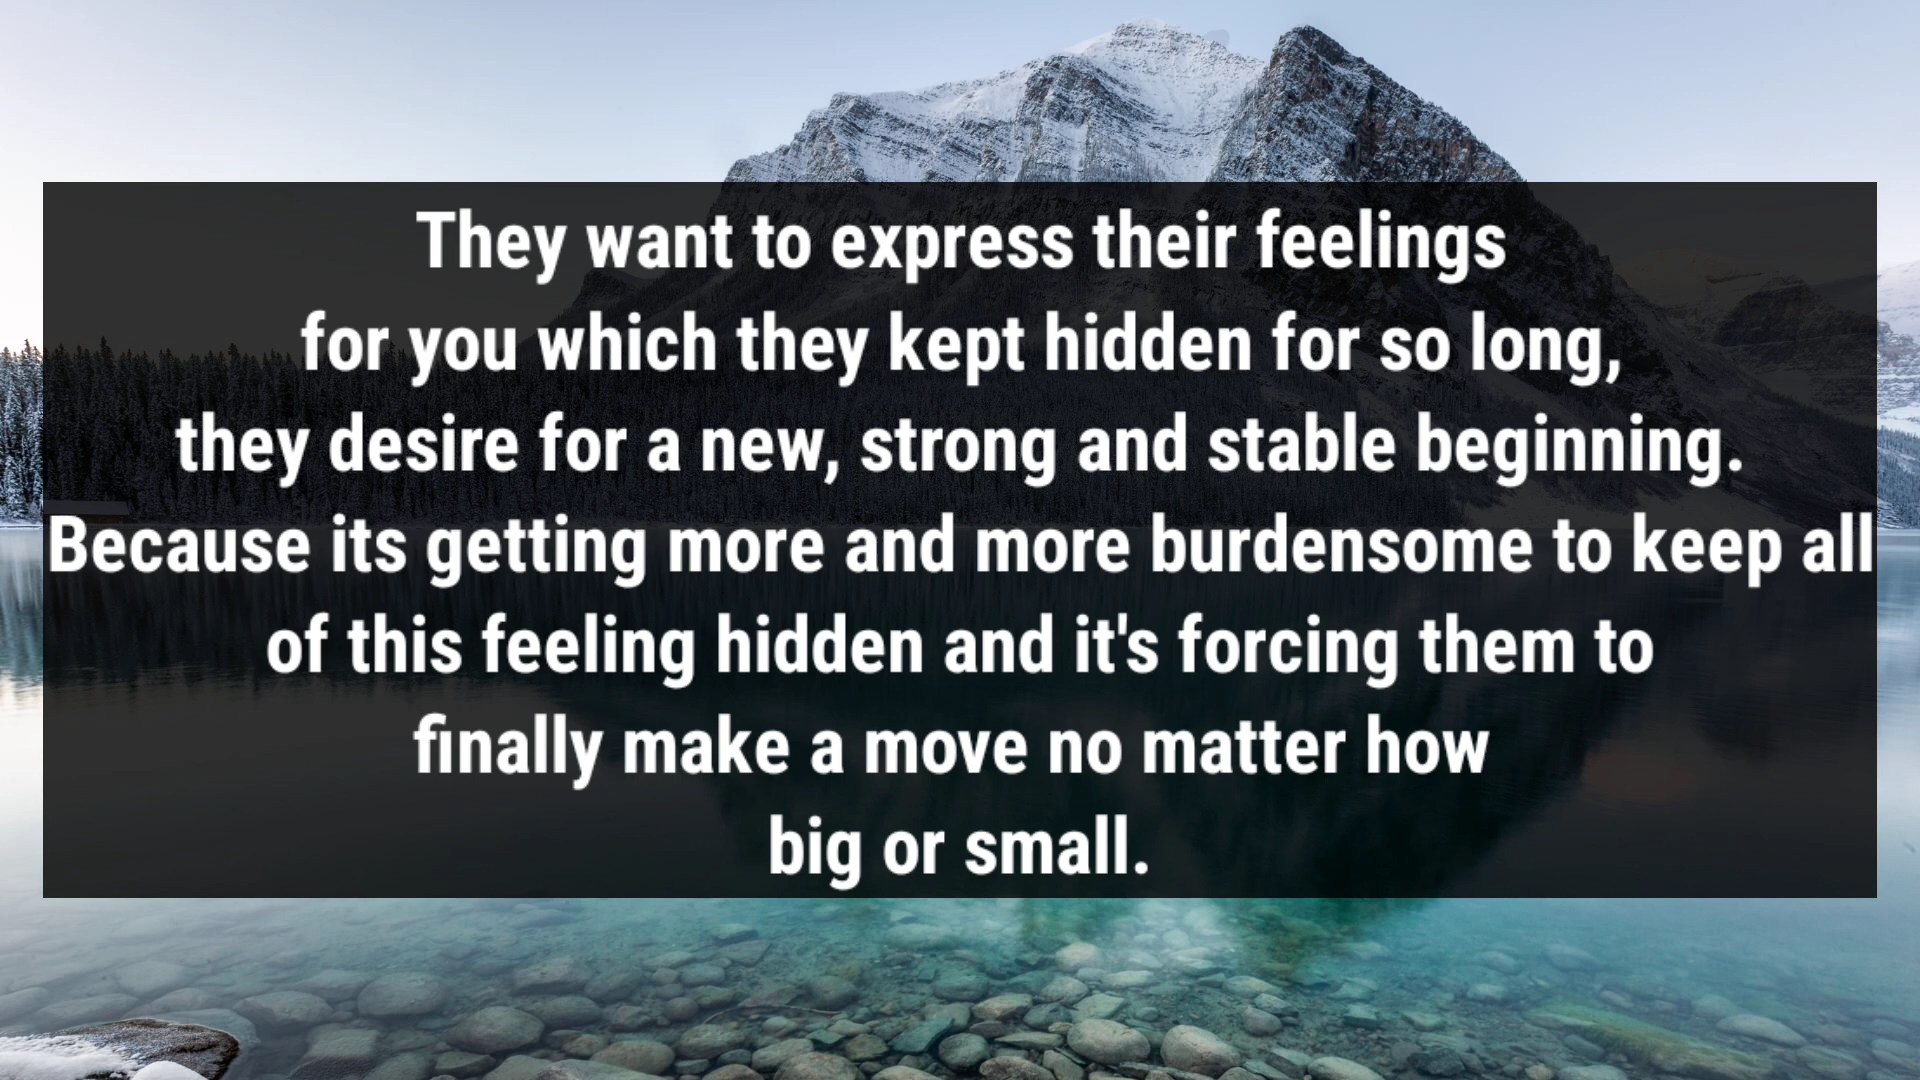 They want to express their feelings
for you which they kept hidden for so long,
they desire for a new, strong and stable beginning.
Because its getting more and more burdensome to keep all
of this feeling hidden and it's forcing them to
finally make a move no matter how
big or small.